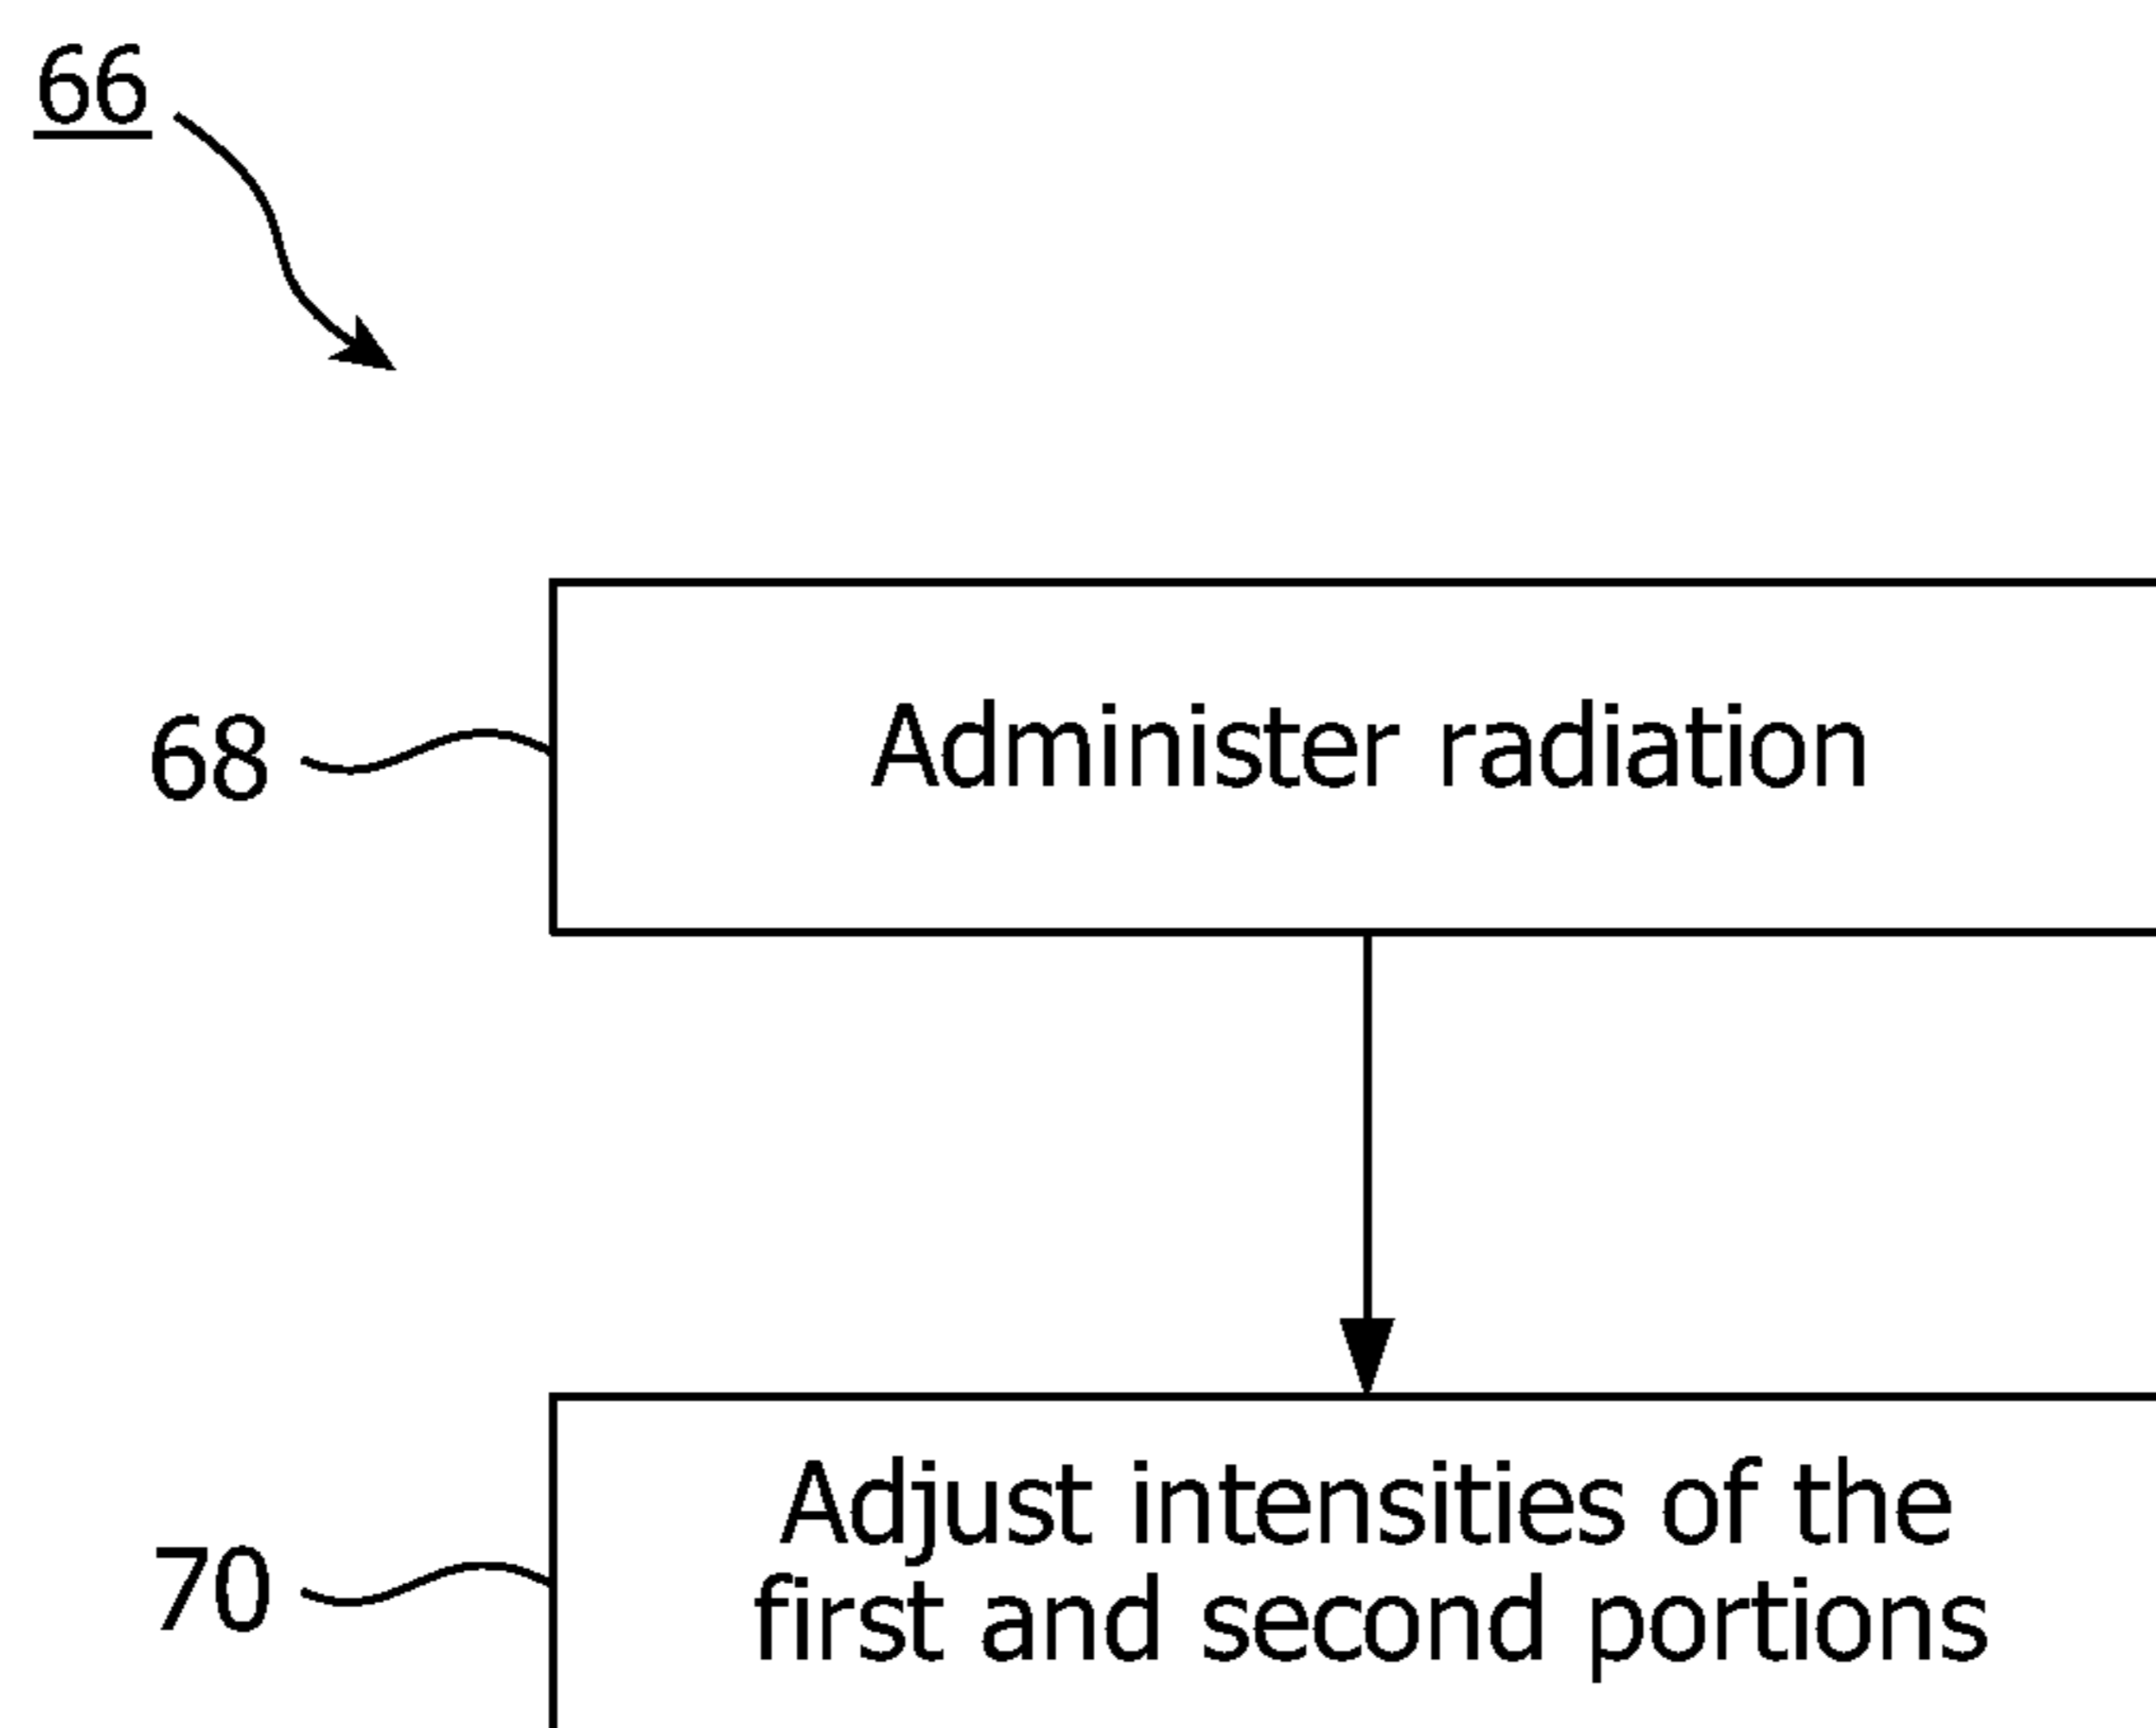 66
68
Administer radiation
70
Adjust intensities of the
first and second portions